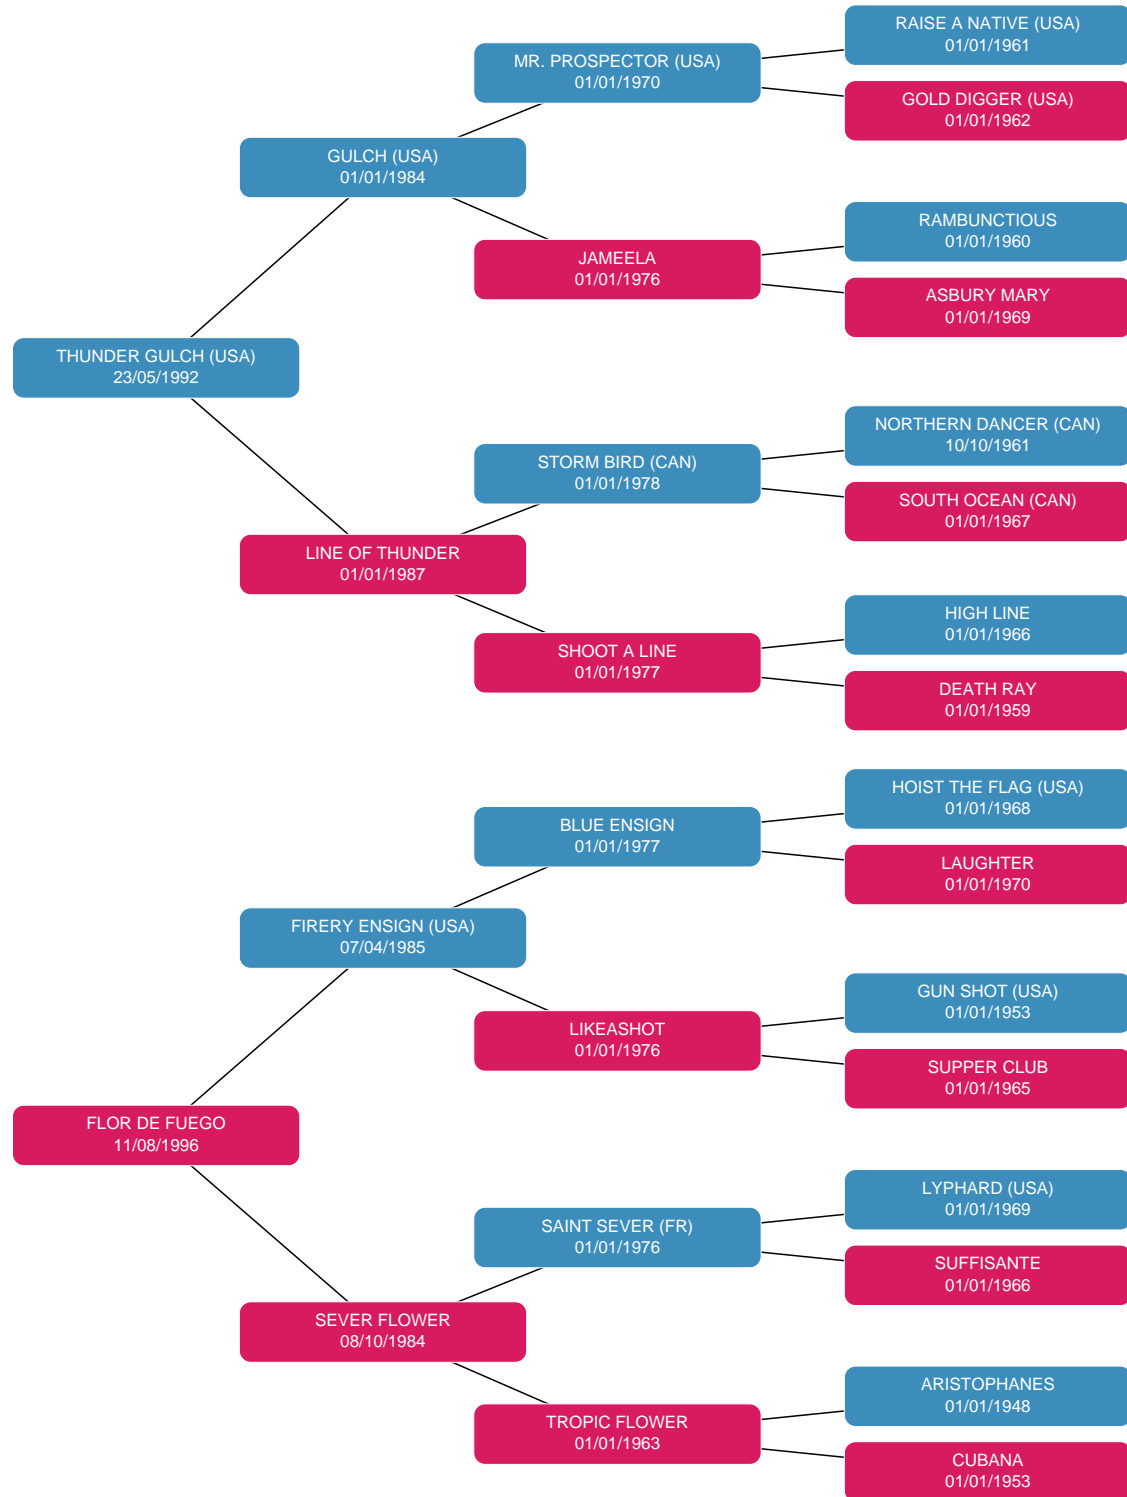 RAISE A NATIVE (USA)
01/01/1961
MR. PROSPECTOR (USA)
01/01/1970
GOLD DIGGER (USA)
01/01/1962
GULCH (USA)
01/01/1984
RAMBUNCTIOUS
01/01/1960
JAMEELA
01/01/1976
ASBURY MARY
01/01/1969
THUNDER GULCH (USA)
23/05/1992
NORTHERN DANCER (CAN)
10/10/1961
STORM BIRD (CAN)
01/01/1978
SOUTH OCEAN (CAN)
01/01/1967
LINE OF THUNDER
01/01/1987
HIGH LINE
01/01/1966
SHOOT A LINE
01/01/1977
DEATH RAY
01/01/1959
HOIST THE FLAG (USA)
01/01/1968
BLUE ENSIGN
01/01/1977
LAUGHTER
01/01/1970
FIRERY ENSIGN (USA)
07/04/1985
GUN SHOT (USA)
01/01/1953
LIKEASHOT
01/01/1976
SUPPER CLUB
01/01/1965
FLOR DE FUEGO
11/08/1996
LYPHARD (USA)
01/01/1969
SAINT SEVER (FR)
01/01/1976
SUFFISANTE
01/01/1966
SEVER FLOWER
08/10/1984
ARISTOPHANES
01/01/1948
TROPIC FLOWER
01/01/1963
CUBANA
01/01/1953